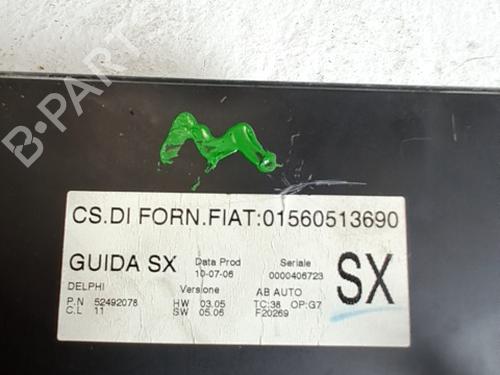 B-PARTS
CS.DI FORN.FIAT:01560513690
GUIDA SX
Data Prod
10-07-06
Seriale
0000406723
SX
DELPHI
Versione
AB AUTO
P.N 52492078
HW 03.05
TC:38 OP:G7
C.L 11
SW 05.06
F20269